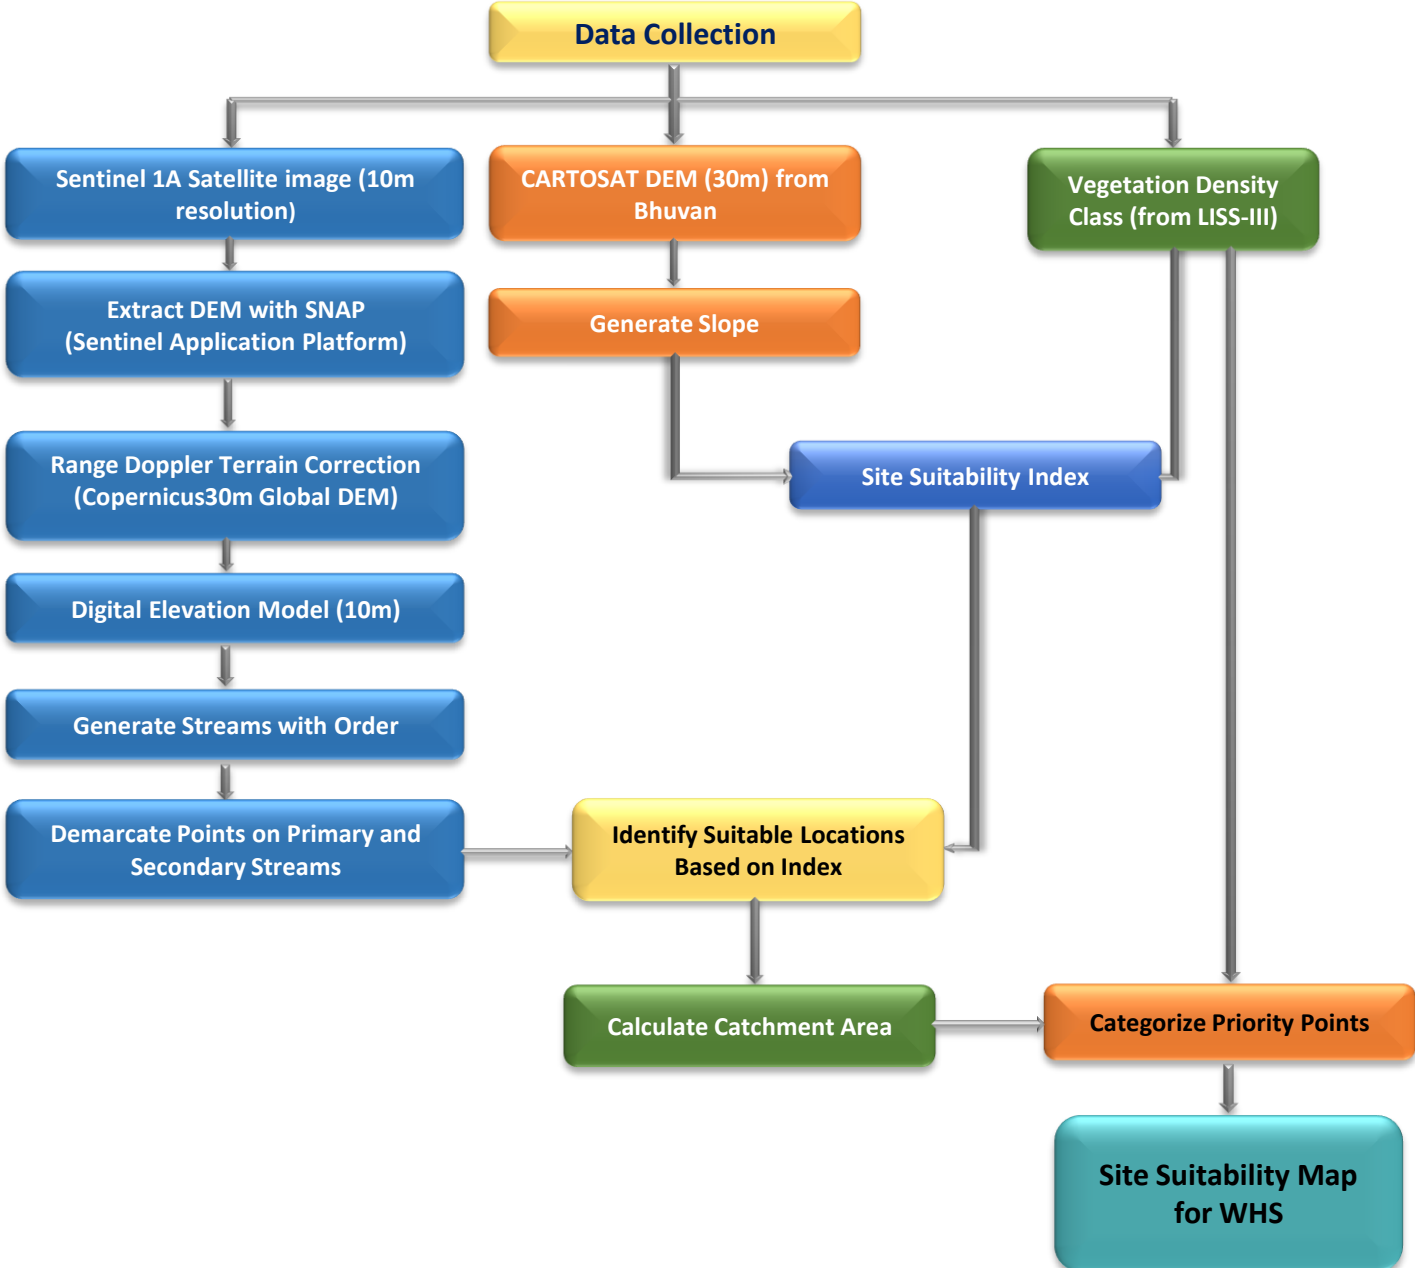 Data Collection
Sentinel 1A Satellite image (10m
resolution)
CARTOSAT DEM (30m) from
Bhuvan
Vegetation Density
Class (from LISS-III)
Extract DEM with SNAP
(Sentinel Application Platform)
Generate Slope
Range Doppler Terrain Correction
(Copernicus30m Global DEM)
Site Suitability Index
Digital Elevation Model (10m)
Generate Streams with Order
Demarcate Points on Primary and
Secondary Streams
Identify Suitable Locations
Based on Index
Calculate Catchment Area
Categorize Priority Points
Site Suitability Map
for WHS